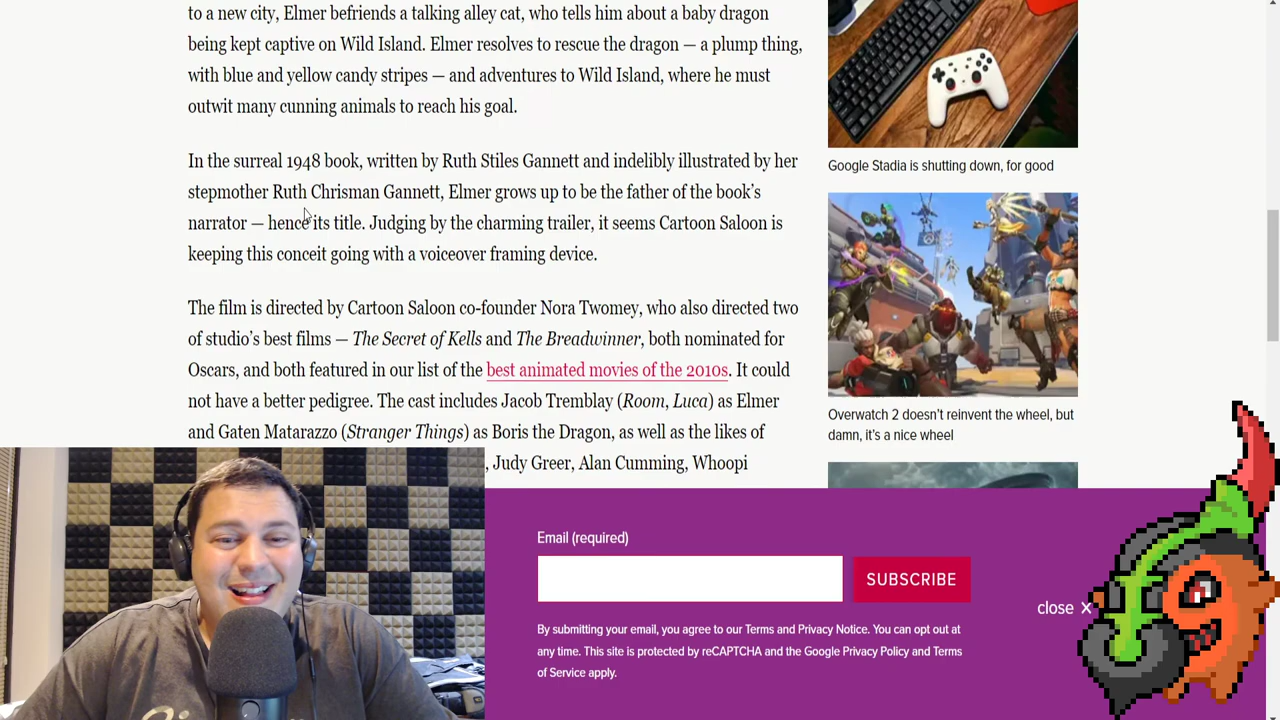 to a new city, Elmer befriends a talking alley cat, who tells him about a baby dragon
being kept captive on Wild Island. Elmer resolves to rescue the dragon — a plump thing,
with blue and yellow candy stripes — and adventures to Wild Island, where he must
outwit many cunning animals to reach his goal.
In the surreal 1948 book, written by Ruth Stiles Gannett and indelibly illustrated by her
stepmother Ruth Chrisman Gannett, Elmer grows up to be the father of the book’s
narrator — hence its title. Judging by the charming trailer, it seems Cartoon Saloon is
keeping this conceit going with a voiceover framing device.
The film is directed by Cartoon Saloon co-founder Nora Twomey, who also directed two
of studio’s best films — The Secret of Kells and The Breadwinner, both nominated for
Oscars, and both featured in our list of the best animated movies of the 2010s. It could
not have a better pedigree. The cast includes Jacob Tremblay (Room, Luca) as Elmer
and Gaten Matarazzo (Stranger Things) as Boris the Dragon, as well as the likes of
, Judy Greer, Alan Cumming, Whoopi
Google Stadia is shutting down, for good
Overwatch 2 doesn’t reinvent the wheel, but
damn, it’s a nice wheel
Email (required)
SUBSCRIBE
close X
By submitting your email, you agree to our Terms and Privacy Notice. You can opt out at
any time. This site is protected by reCAPTCHA and the Google Privacy Policy and Terms
of Service apply.